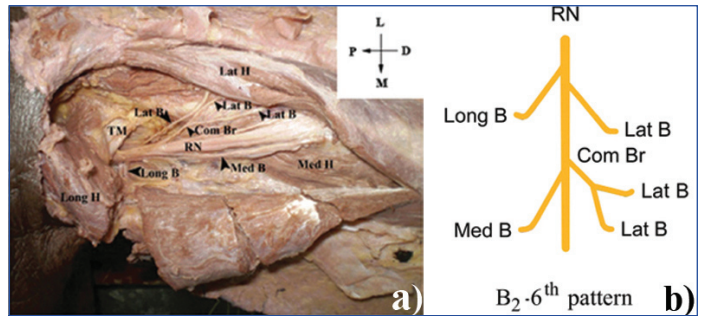 L
P D
M
Lat H
Lat B
Lat B
Lat B
TM
Com Br
RN
Long B
Med B
Med H
Long H
a)
RN
Long B
Lat B
Com Br
Lat B
Med B
Lat B
B2-6th pattern
b)